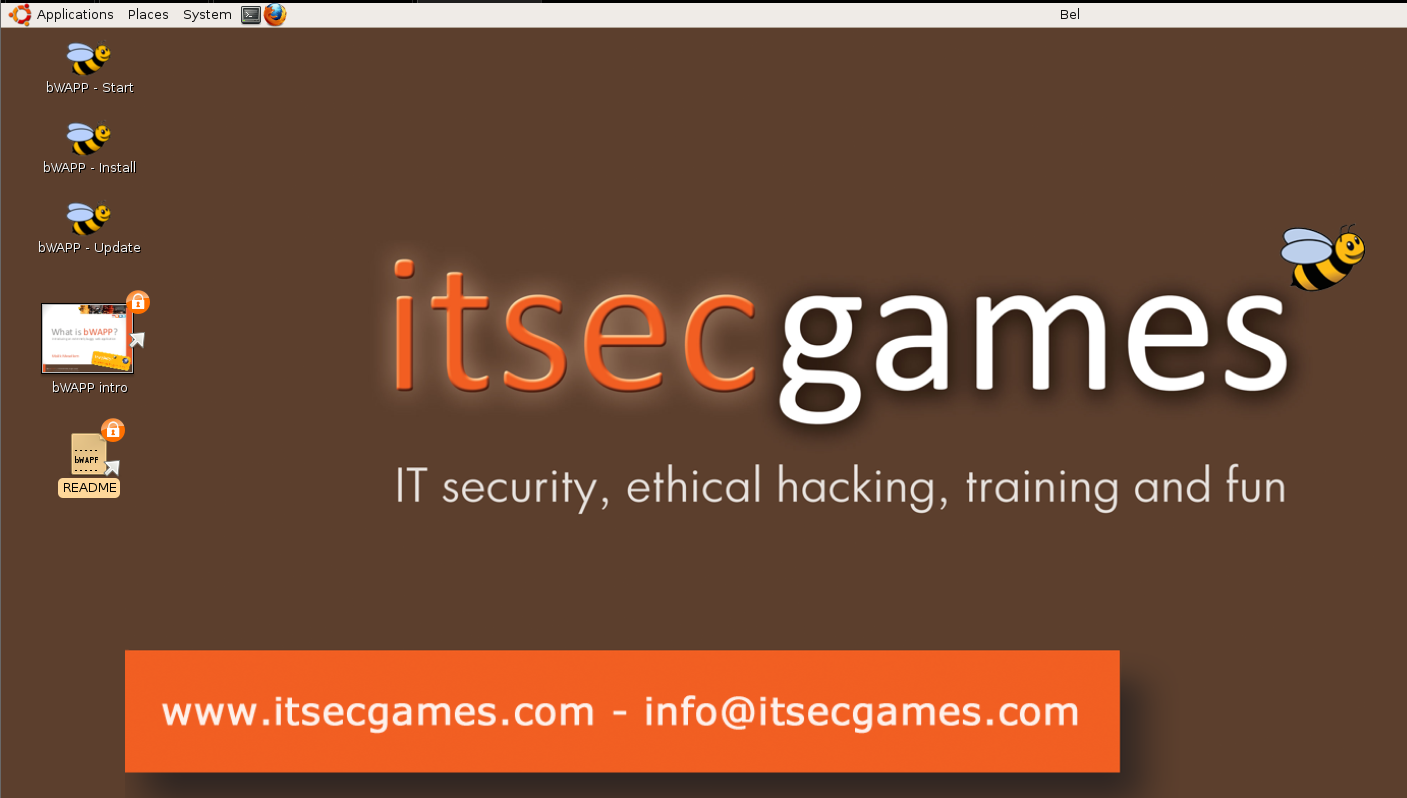 Applications Places System Bel
bWAPP - Start
bWAPP - Install
bWAPP - Update
What is bWAPP?
bWAPP intro
bWAPP
README
itsecgames
IT security, ethical hacking, training and fun
www.itsecgames.com - info@itsecgames.com